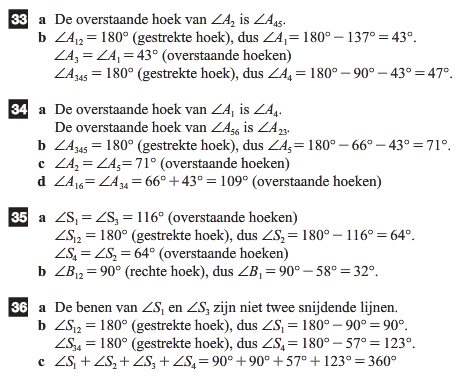 33 a De overstaande hoek van ∠A₂ is ∠A₄₅.
b ∠A₁₂ = 180° (gestrekte hoek), dus ∠A₁ = 180° − 137° = 43°.
∠A₃ = ∠A₁ = 43° (overstaande hoeken)
∠A₃₄₅ = 180° (gestrekte hoek), dus ∠A₄ = 180° − 90° − 43° = 47°.
34 a De overstaande hoek van ∠A₁ is ∠A₄.
De overstaande hoek van ∠A₅₆ is ∠A₂₃.
b ∠A₃₄₅ = 180° (gestrekte hoek), dus ∠A₅ = 180° − 66° − 43° = 71°.
c ∠A₂ = ∠A₅ = 71° (overstaande hoeken)
d ∠A₁₆ = ∠A₃₄ = 66° + 43° = 109° (overstaande hoeken)
35 a ∠S₁ = ∠S₃ = 116° (overstaande hoeken)
∠S₁₂ = 180° (gestrekte hoek), dus ∠S₂ = 180° − 116° = 64°.
∠S₄ = ∠S₂ = 64° (overstaande hoeken)
b ∠B₁₂ = 90° (rechte hoek), dus ∠B₁ = 90° − 58° = 32°.
36 a De benen van ∠S₁ en ∠S₃ zijn niet twee snijdende lijnen.
b ∠S₁₂ = 180° (gestrekte hoek), dus ∠S₁ = 180° − 90° = 90°.
∠S₃₄ = 180° (gestrekte hoek), dus ∠S₄ = 180° − 57° = 123°.
c ∠S₁ + ∠S₂ + ∠S₃ + ∠S₄ = 90° + 90° + 57° + 123° = 360°